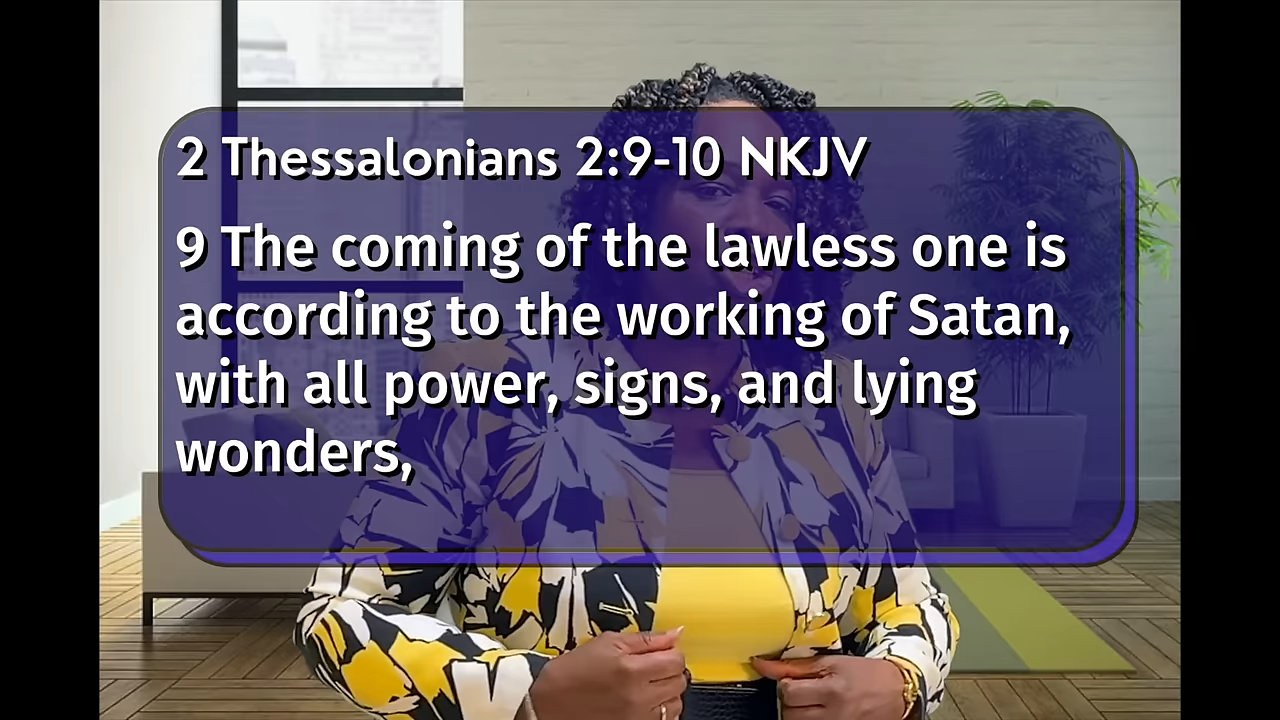 2 Thessalonians 2:9-10 NKJV
9 The coming of the lawless one is
according to the working of Satan,
with all power, signs, and lying
wonders,